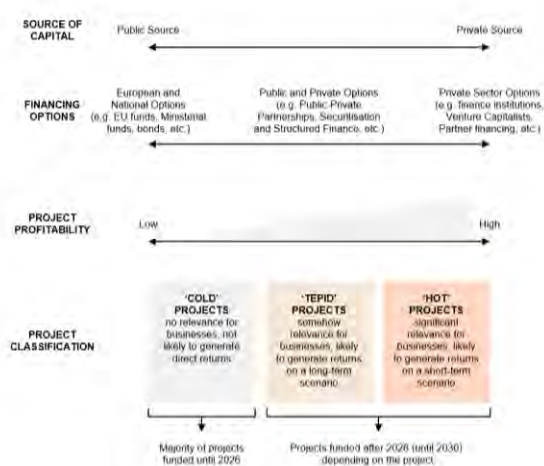 SOURCE OF
CAPITAL
Public Source
Private Source
FINANCING
OPTIONS
European and
National Options
(e.g. EU funds, Ministerial
funds, bonds, etc.)
Public and Private Options
(e.g. Public-Private
Partnerships, Securitisation
and Structured Finance, etc.)
Private Sector Options
(e.g. finance institutions,
Venture Capitalists,
Partner financing, etc.)
PROJECT
PROFITABILITY
Low
High
PROJECT
CLASSIFICATION
'COLD'
PROJECTS
no relevance for
businesses, not
likely to generate
direct returns
'TEPID'
PROJECTS
somehow
relevance for
businesses, likely
to generate returns
on a long-term
scenario
'HOT'
PROJECTS
significant
relevance for
businesses, likely
to generate returns
on a short-term
scenario
Majority of projects
funded until 2026
Projects funded after 2026 (until 2030)
depending on the project